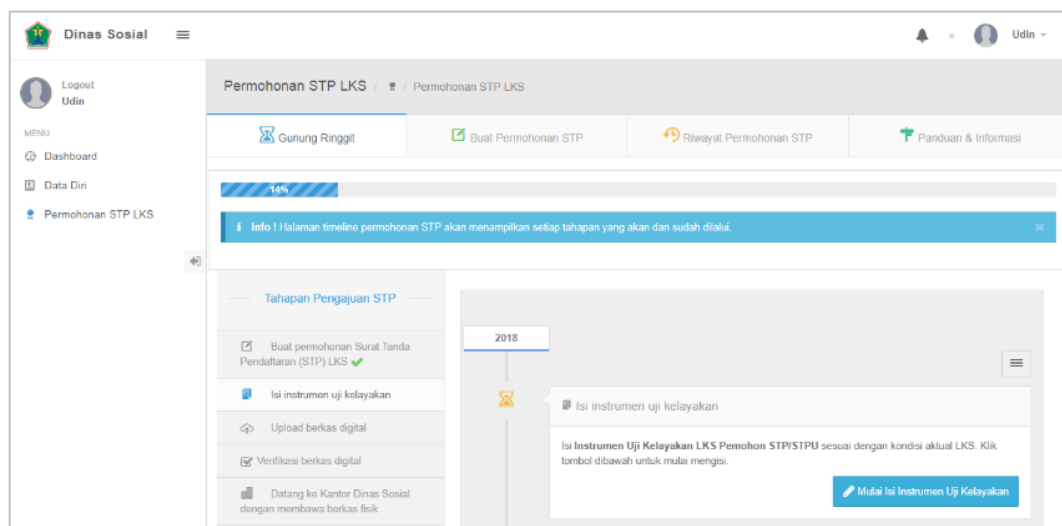 Dinas Sosial
Udin
Logout
Udin
MENU
Dashboard
Data Diri
Permohonan STP LKS
Permohonan STP LKS / / Permohonan STP LKS
Gunung Ringgit
Buat Permohonan STP
Riwayat Permohonan STP
Panduan & Informasi
14%
Info ! Halaman timeline permohonan STP akan menampilkan setiap tahapan yang akan dan sudah dilalui.
Tahapan Pengajuan STP
Buat permohonan Surat Tanda
Pendaftaran (STP) LKS
Isi instrumen uji kelayakan
Upload berkas digital
Verifikasi berkas digital
Datang ke Kantor Dinas Sosial
dengan membawa berkas fisik
2018
Isi instrumen uji kelayakan
Isi Instrumen Uji Kelayakan LKS Pemohon STP/STPU sesuai dengan kondisi aktual LKS. Klik
tombol dibawah untuk mulai mengisi.
Mulai Isi Instrumen Uji Kelayakan